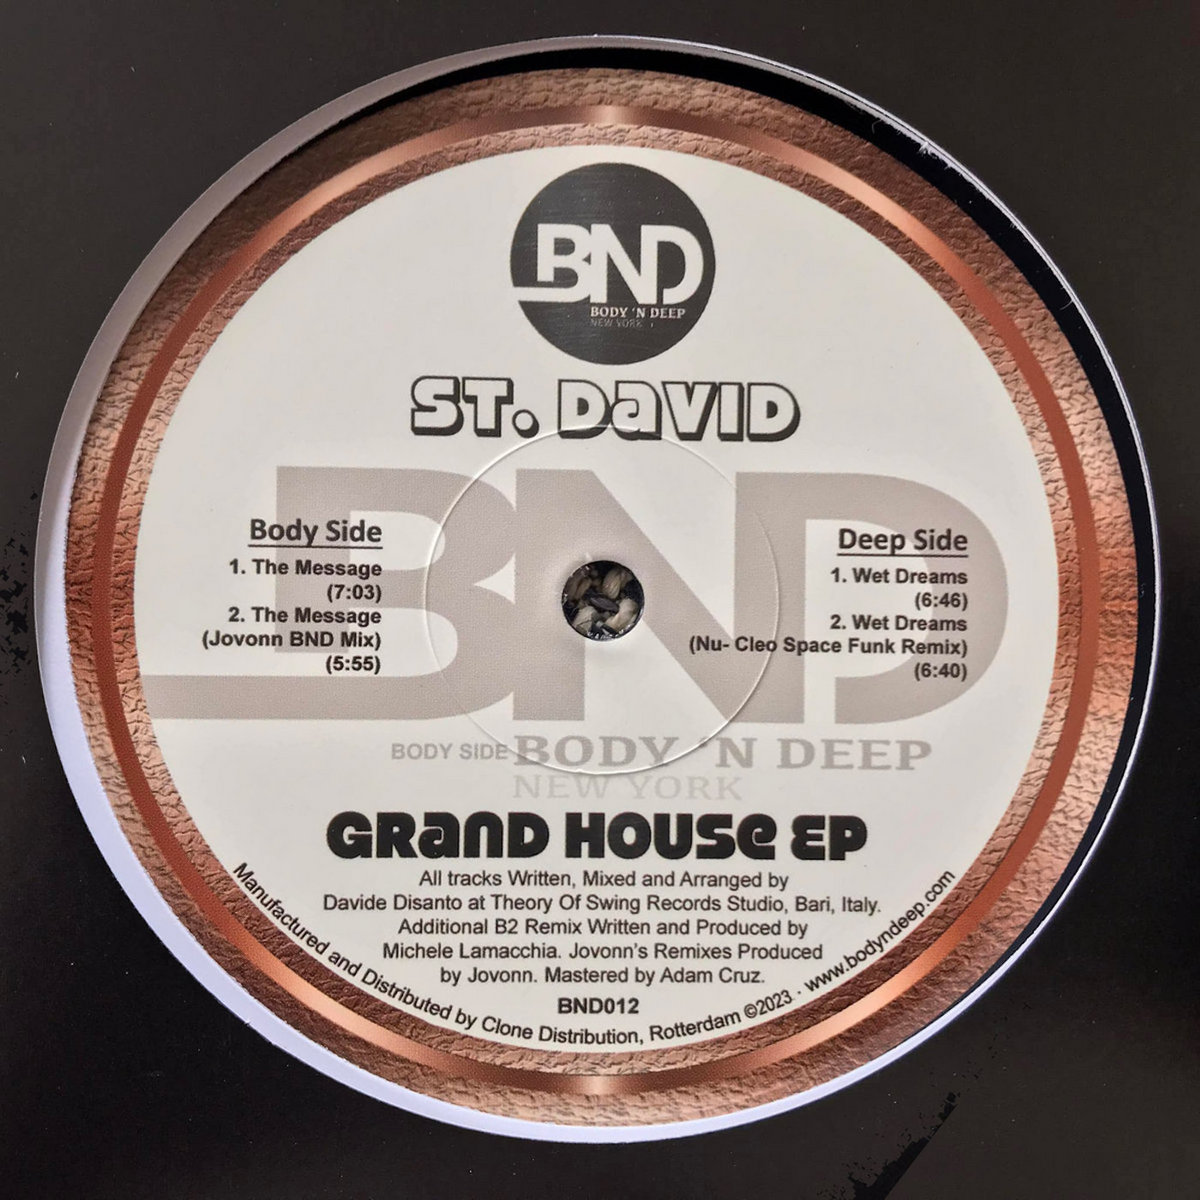 BND
BODY 'N DEEP
NEW YORK
ST. DaVID
Body Side
1. The Message
(7:03)
2. The Message
(Jovonn BND Mix)
(5:55)
Deep Side
1. Wet Dreams
(6:46)
2. Wet Dreams
(Nu- Cleo Space Funk Remix)
(6:40)
BND
BODY SIDE BODY 'N DEEP
NEW YORK
GRaND HOUSe EP
All tracks Written, Mixed and Arranged by
Davide Disanto at Theory Of Swing Records Studio, Bari, Italy.
Additional B2 Remix Written and Produced by
Michele Lamacchia. Jovonn's Remixes Produced
by Jovonn. Mastered by Adam Cruz.
BND012
Manufactured and Distributed by Clone Distribution, Rotterdam ©2023 · www.bodyndeep.com